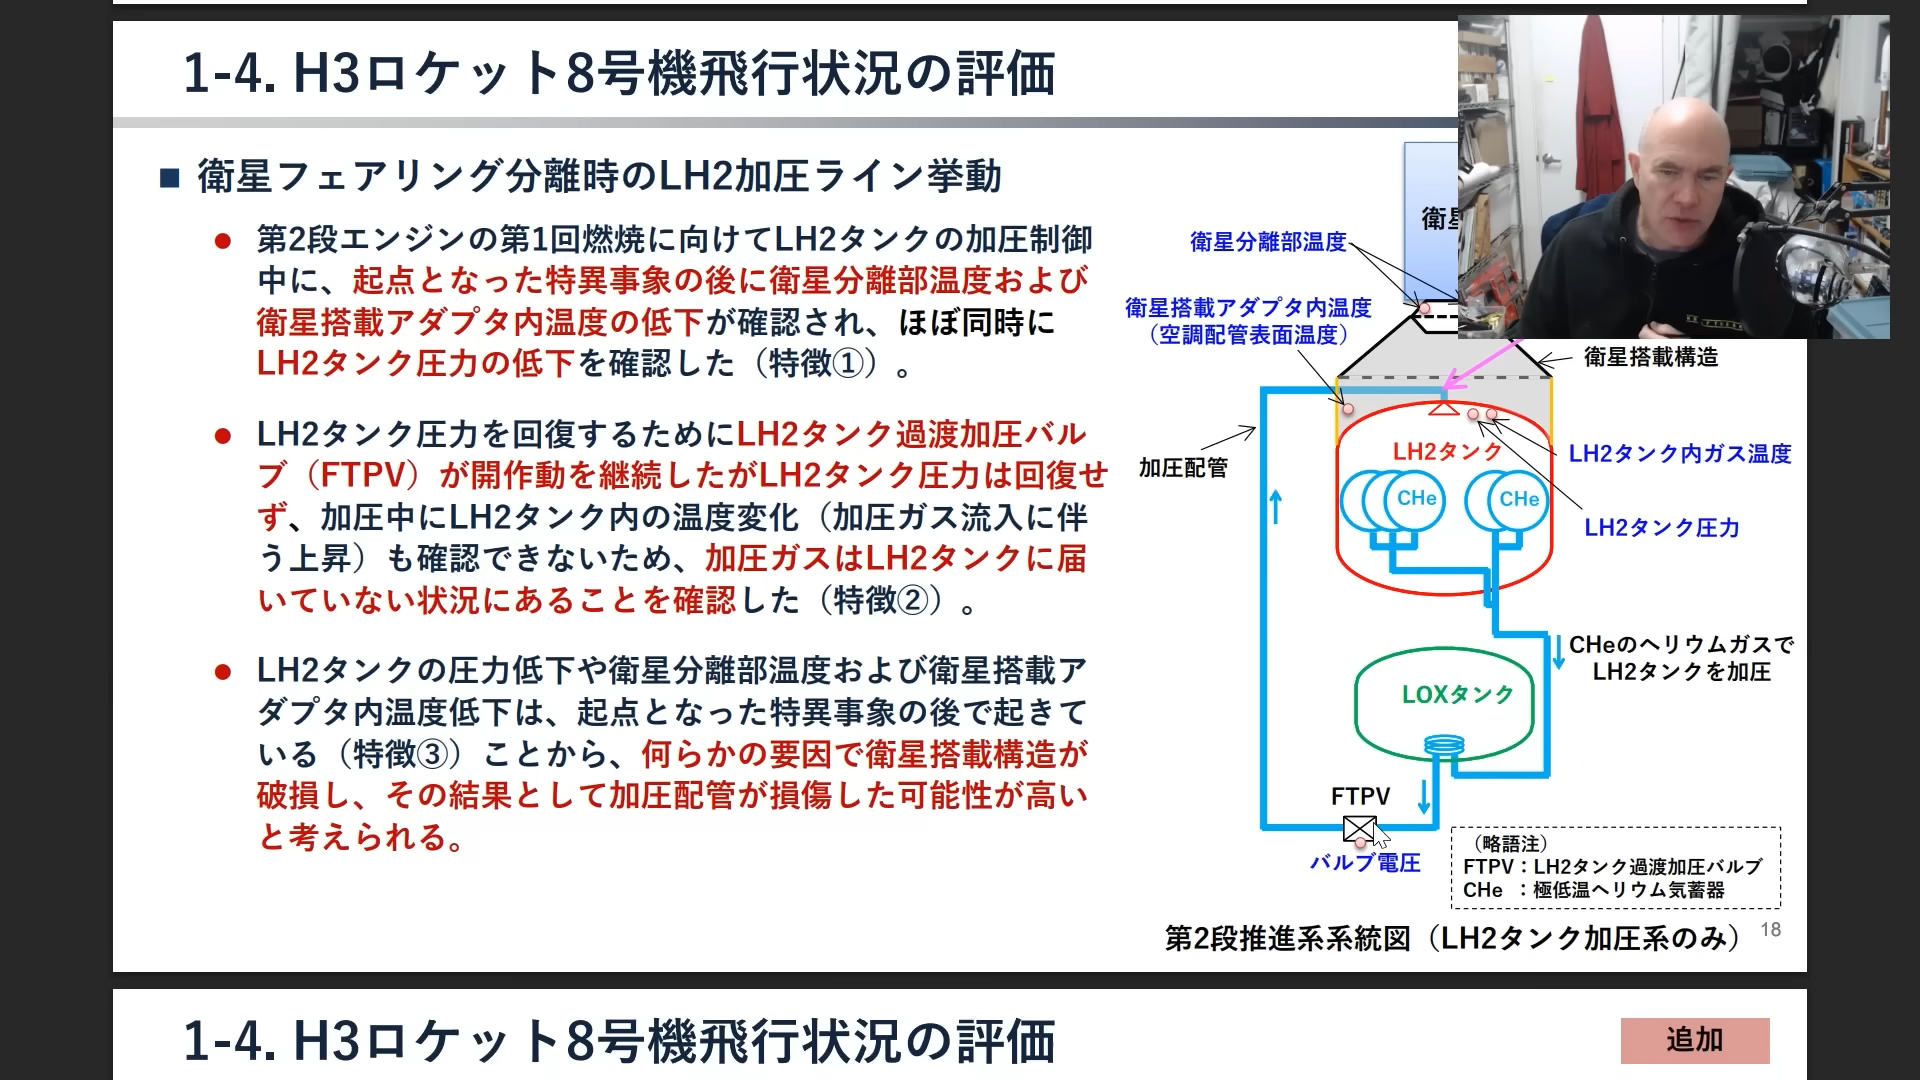 1-4. H3ロケット8号機飛行状況の評価
■ 衛星フェアリング分離時のLH2加圧ライン挙動
● 第2段エンジンの第1回燃焼に向けてLH2タンクの加圧制御
中に、起点となった特異事象の後に衛星分離部温度および
衛星搭載アダプタ内温度の低下が確認され、ほぼ同時に
LH2タンク圧力の低下を確認した（特徴①）。
● LH2タンク圧力を回復するためにLH2タンク過渡加圧バル
ブ（FTPV）が開作動を継続したがLH2タンク圧力は回復せ
ず、加圧中にLH2タンク内の温度変化（加圧ガス流入に伴
う上昇）も確認できないため、加圧ガスはLH2タンクに届
いていない状況にあることを確認した（特徴②）。
● LH2タンクの圧力低下や衛星分離部温度および衛星搭載ア
ダプタ内温度低下は、起点となった特異事象の後で起きて
いる（特徴③）ことから、何らかの要因で衛星搭載構造が
破損し、その結果として加圧配管が損傷した可能性が高い
と考えられる。
衛星分離部温度
衛星搭載アダプタ内温度
（空調配管表面温度）
衛星搭載構造
加圧配管
LH2タンク
CHe
CHe
LH2タンク内ガス温度
LH2タンク圧力
CHeのヘリウムガスで
LH2タンクを加圧
LOXタンク
FTPV
バルブ電圧
（略語注）
FTPV：LH2タンク過渡加圧バルブ
CHe ：極低温ヘリウム気蓄器
第2段推進系系統図（LH2タンク加圧系のみ）
18
1-4. H3ロケット8号機飛行状況の評価
追加